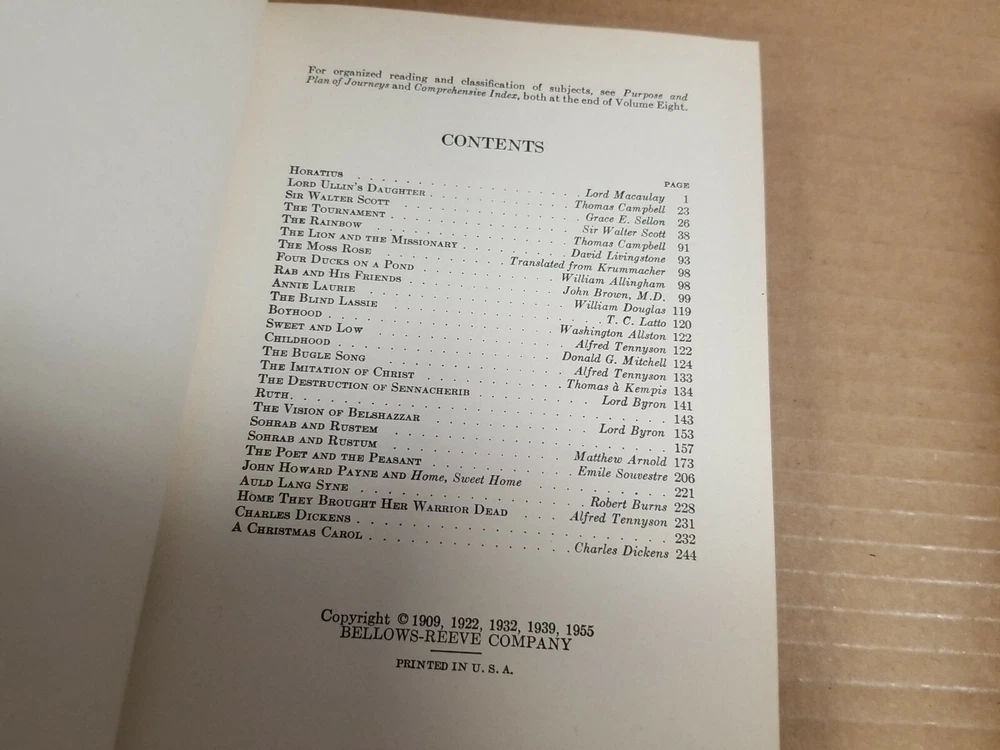 For organized reading and classification of subjects, see Purpose and
Plan of Journeys and Comprehensive Index, both at the end of Volume Eight.
CONTENTS
PAGE
HORATIUS . . . . . Lord Macaulay 1
LORD ULLIN'S DAUGHTER . . . . . Thomas Campbell 23
SIR WALTER SCOTT . . . . . Grace E. Sellon 26
THE TOURNAMENT . . . . . Sir Walter Scott 38
THE RAINBOW . . . . . Thomas Campbell 91
THE LION AND THE MISSIONARY . . . . . David Livingstone 93
THE MOSS ROSE . . . . . Translated from Krummacher 98
FOUR DUCKS ON A POND . . . . . William Allingham 98
RAB AND HIS FRIENDS . . . . . John Brown, M.D. 99
ANNIE LAURIE . . . . . William Douglas 119
THE BLIND LASSIE . . . . . T. C. Latto 120
BOYHOOD . . . . . Washington Allston 122
SWEET AND LOW . . . . . Alfred Tennyson 122
CHILDHOOD . . . . . Donald G. Mitchell 124
THE BUGLE SONG . . . . . Alfred Tennyson 133
THE IMITATION OF CHRIST . . . . . Thomas à Kempis 134
THE DESTRUCTION OF SENNACHERIB . . . . . Lord Byron 141
RUTH . . . . . 143
THE VISION OF BELSHAZZAR . . . . . Lord Byron 153
SOHRAB AND RUSTEM . . . . . 157
SOHRAB AND RUSTUM . . . . . Matthew Arnold 173
THE POET AND THE PEASANT . . . . . Emile Souvestre 206
JOHN HOWARD PAYNE AND Home, Sweet Home . . . . . 221
AULD LANG SYNE . . . . . Robert Burns 228
HOME THEY BROUGHT HER WARRIOR DEAD . . . . . Alfred Tennyson 231
CHARLES DICKENS . . . . . 232
A CHRISTMAS CAROL . . . . . Charles Dickens 244
Copyright © 1909, 1922, 1932, 1939, 1955
BELLOWS-REEVE COMPANY
PRINTED IN U. S. A.